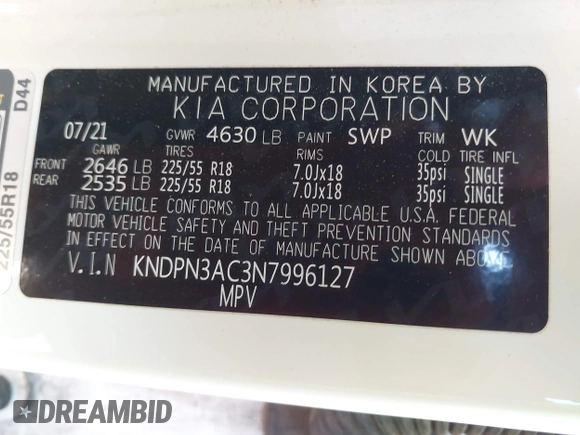 MANUFACTURED IN KOREA BY
KIA CORPORATION
07/21 GVWR 4630 LB PAINT SWP TRIM WK
GAWR TIRES RIMS COLD TIRE INFL
FRONT 2646 LB 225/55 R18 7.0Jx18 35psi SINGLE
REAR 2535 LB 225/55 R18 7.0Jx18 35psi SINGLE
THIS VEHICLE CONFORMS TO ALL APPLICABLE U.S.A. FEDERAL
MOTOR VEHICLE SAFETY AND THEFT PREVENTION STANDARDS
IN EFFECT ON THE DATE OF MANUFACTURE SHOWN ABOVE.
V.I.N KNDPN3AC3N7996127
MPV
D44
225/55R18
DREAMBID